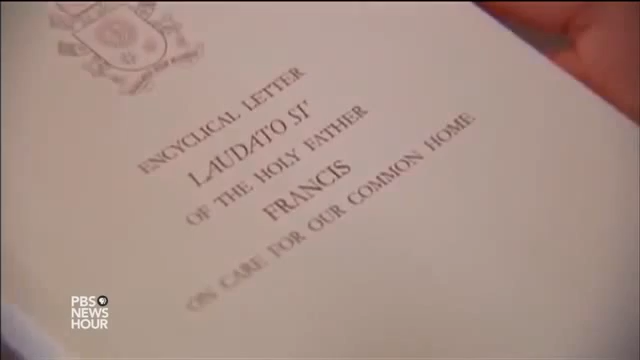 ENCYCLICAL LETTER
LAUDATO SI'
OF THE HOLY FATHER
FRANCIS
ON CARE FOR OUR COMMON HOME
PBS
NEWS
HOUR